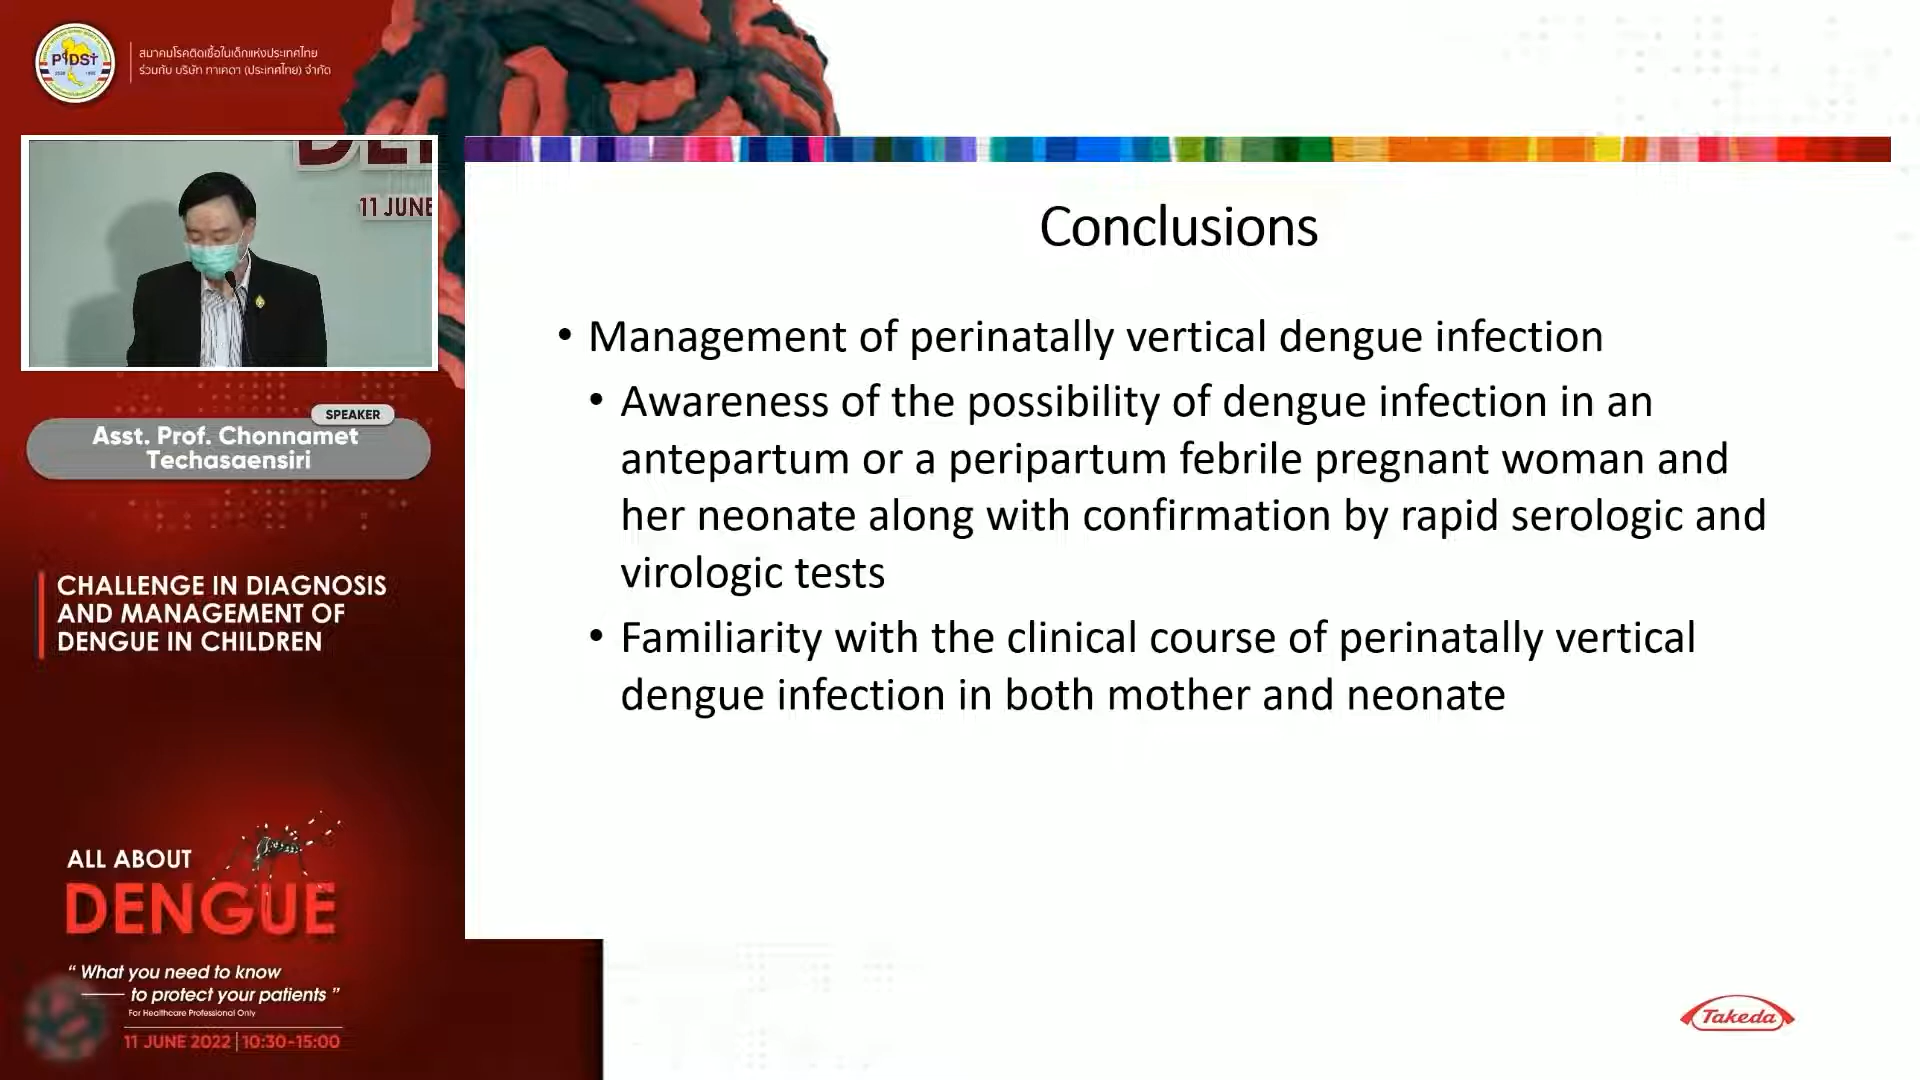 PIDST
สมาคมโรคติดเชื้อในเด็กแห่งประเทศไทย
ร่วมกับ บริษัท ทาเคดา (ประเทศไทย) จำกัด
11 JUNE
SPEAKER
Asst. Prof. Chonnamet
Techasaensiri
CHALLENGE IN DIAGNOSIS
AND MANAGEMENT OF
DENGUE IN CHILDREN
ALL ABOUT
DENGUE
“ What you need to know
to protect your patients ”
For Healthcare Professional Only
11 JUNE 2022 | 10:30-15:00
Conclusions
• Management of perinatally vertical dengue infection
• Awareness of the possibility of dengue infection in an
antepartum or a peripartum febrile pregnant woman and
her neonate along with confirmation by rapid serologic and
virologic tests
• Familiarity with the clinical course of perinatally vertical
dengue infection in both mother and neonate
Takeda